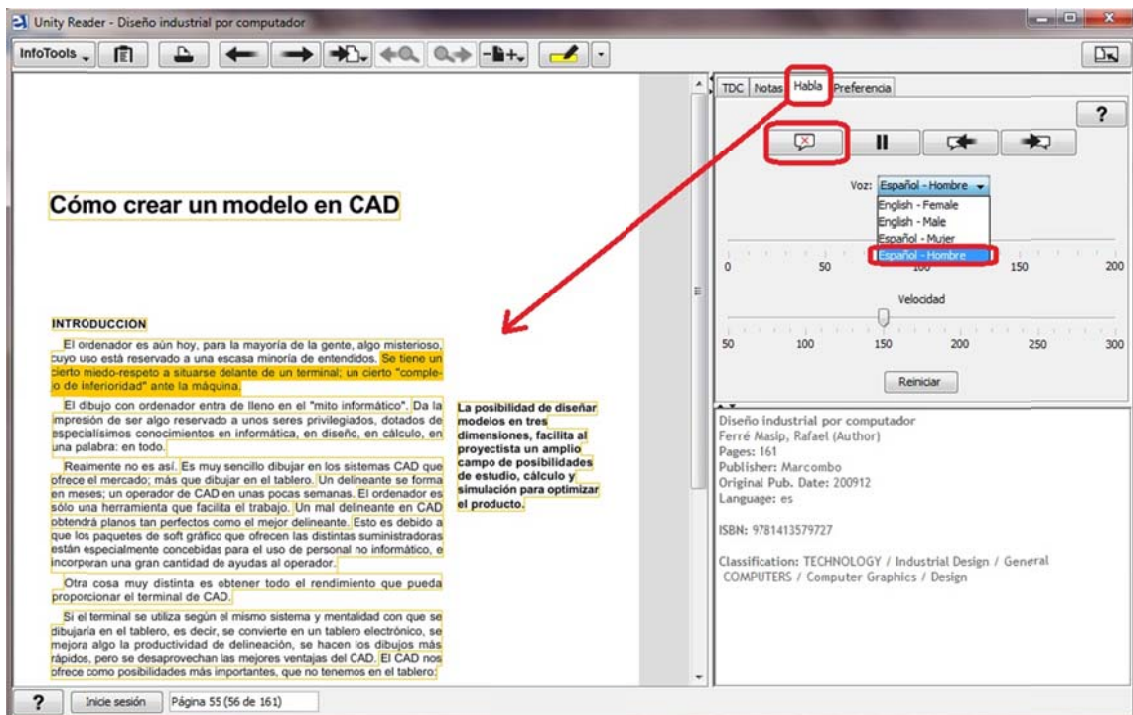 Unity Reader - Diseño industrial por computador
InfoTools
TDC Notas Habla Preferencia
?
Voz: Español - Hombre
English - Female
English - Male
Español - Mujer
Español - Hombre
0 50 100 150 200
Velocidad
50 100 150 200 250 300
Reiniciar
Cómo crear un modelo en CAD
INTRODUCCION
El ordenador es aún hoy, para la mayoría de la gente, algo misterioso,
cuyo uso está reservado a una escasa minoría de entendidos. Se tiene un
cierto miedo-respeto a situarse delante de un terminal; un cierto "comple-
jo de inferioridad" ante la máquina.
El dibujo con ordenador entra de lleno en el "mito informático". Da la
impresión de ser algo reservado a unos seres privilegiados, dotados de
especialísimos conocimientos en informática, en diseño, en cálculo, en
una palabra: en todo.
Realmente no es así. Es muy sencillo dibujar en los sistemas CAD que
ofrece el mercado; más que dibujar en el tablero. Un delineante se forma
en meses; un operador de CAD en unas pocas semanas. El ordenador es
sólo una herramienta que facilita el trabajo. Un mal delineante en CAD
obtendrá planos tan perfectos como el mejor delineante. Esto es debido a
que los paquetes de soft gráfico que ofrecen las distintas suministradoras
están especialmente concebidas para el uso de personal no informático, e
incorporan una gran cantidad de ayudas al operador.
Otra cosa muy distinta es obtener todo el rendimiento que pueda
proporcionar el terminal de CAD.
Si el terminal se utiliza según el mismo sistema y mentalidad con que se
dibujaría en el tablero, es decir, se convierte en un tablero electrónico, se
mejora algo la productividad de delineación, se hacen los dibujos más
rápidos, pero se desaprovechan las mejores ventajas del CAD. El CAD nos
ofrece como posibilidades más importantes, que no tenemos en el tablero:
La posibilidad de diseñar
modelos en tres
dimensiones, facilita al
proyectista un amplio
campo de posibilidades
de estudio, cálculo y
simulación para optimizar
el producto.
Diseño industrial por computador
Ferré Masip, Rafael (Author)
Pages: 161
Publisher: Marcombo
Original Pub. Date: 200912
Language: es
ISBN: 9781413579727
Classification: TECHNOLOGY / Industrial Design / General
COMPUTERS / Computer Graphics / Design
?
Inicie sesión
Página 55 (56 de 161)